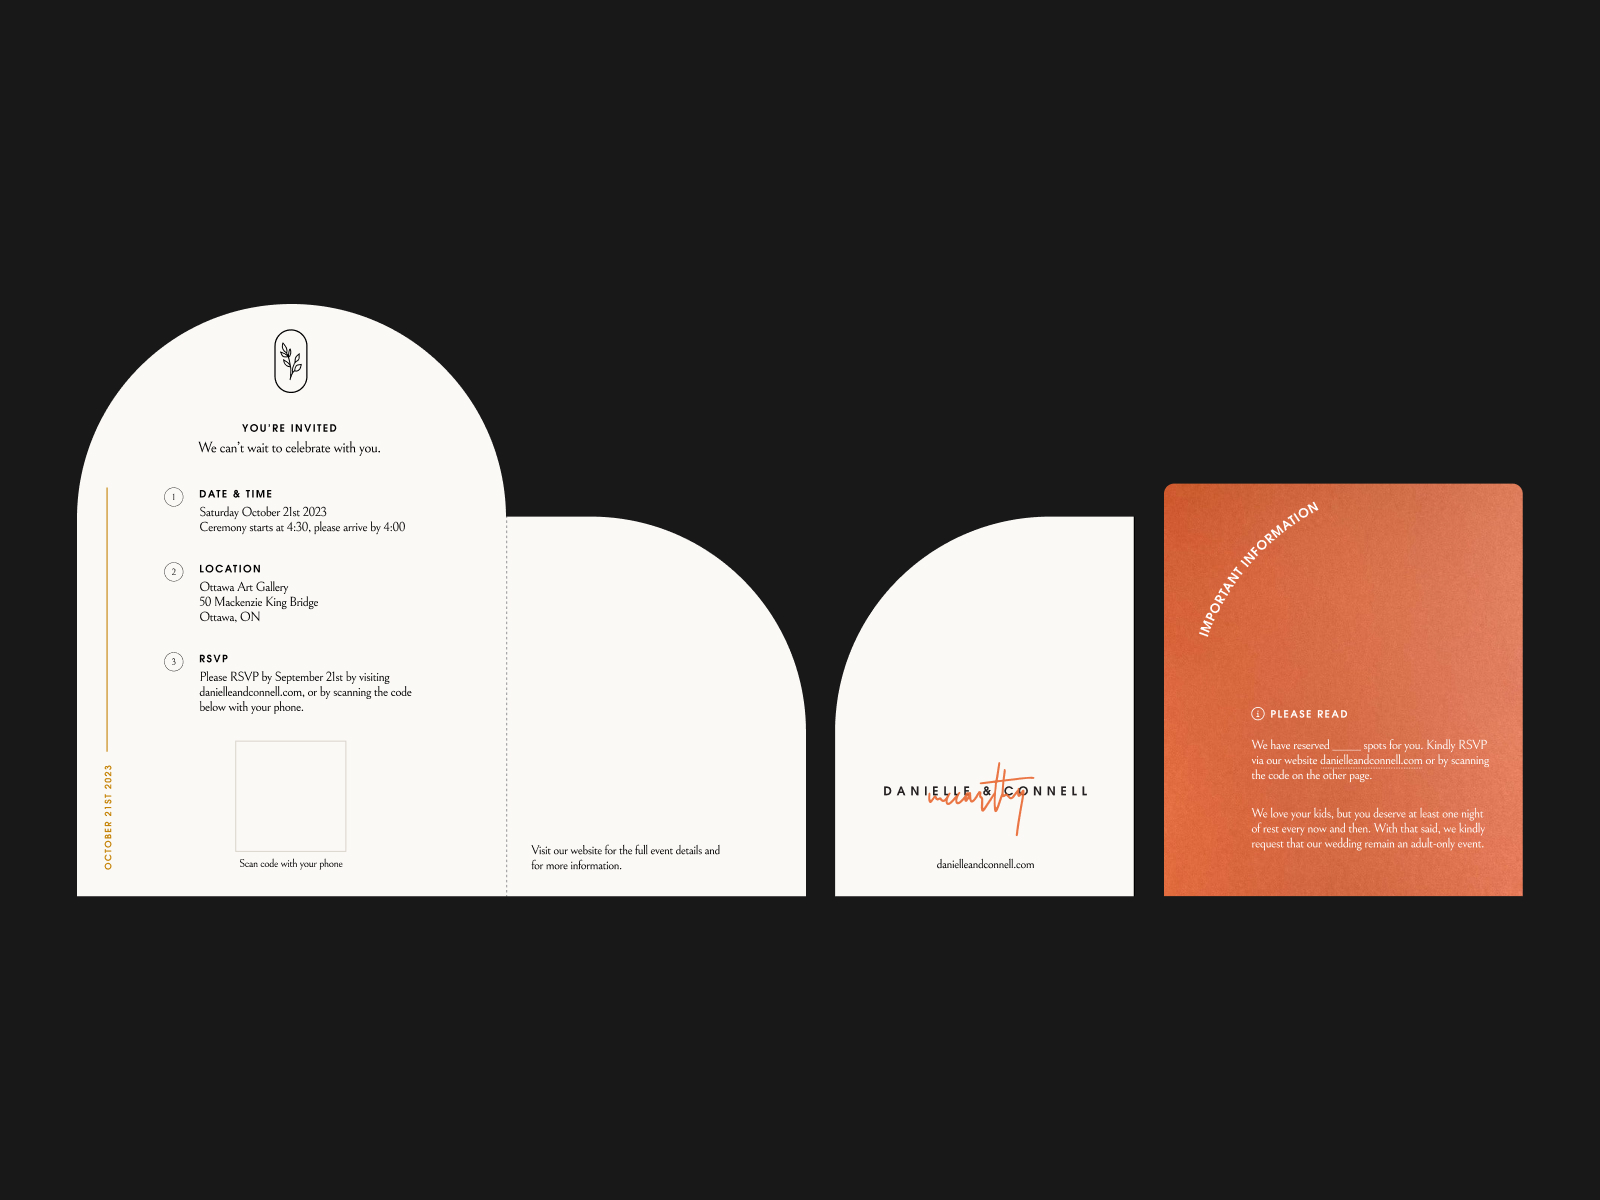 YOU'RE INVITED
We can't wait to celebrate with you.
1
DATE & TIME
Saturday October 21st 2023
Ceremony starts at 4:30, please arrive by 4:00
2
LOCATION
Ottawa Art Gallery
50 Mackenzie King Bridge
Ottawa, ON
3
RSVP
Please RSVP by September 21st by visiting
danielleandconnell.com, or by scanning the code
below with your phone.
Scan code with your phone
OCTOBER 21ST 2023
Visit our website for the full event details and
for more information.
DANIELLE & CONNELL
mccarthy
danielleandconnell.com
IMPORTANT INFORMATION
i
PLEASE READ
We have reserved _____ spots for you. Kindly RSVP
via our website danielleandconnell.com or by scanning
the code on the other page.
We love your kids, but you deserve at least one night
of rest every now and then. With that said, we kindly
request that our wedding remain an adult-only event.